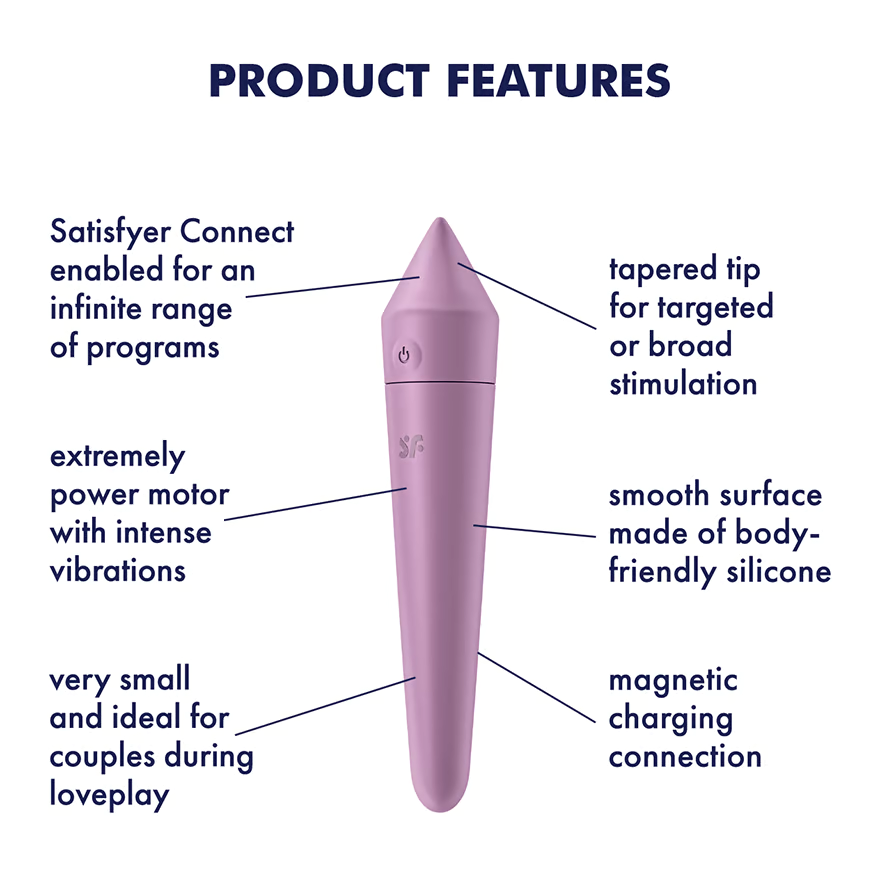 PRODUCT FEATURES
Satisfyer Connect
enabled for an
infinite range
of programs
tapered tip
for targeted
or broad
stimulation
extremely
power motor
with intense
vibrations
sf
smooth surface
made of body-
friendly silicone
very small
and ideal for
couples during
loveplay
magnetic
charging
connection